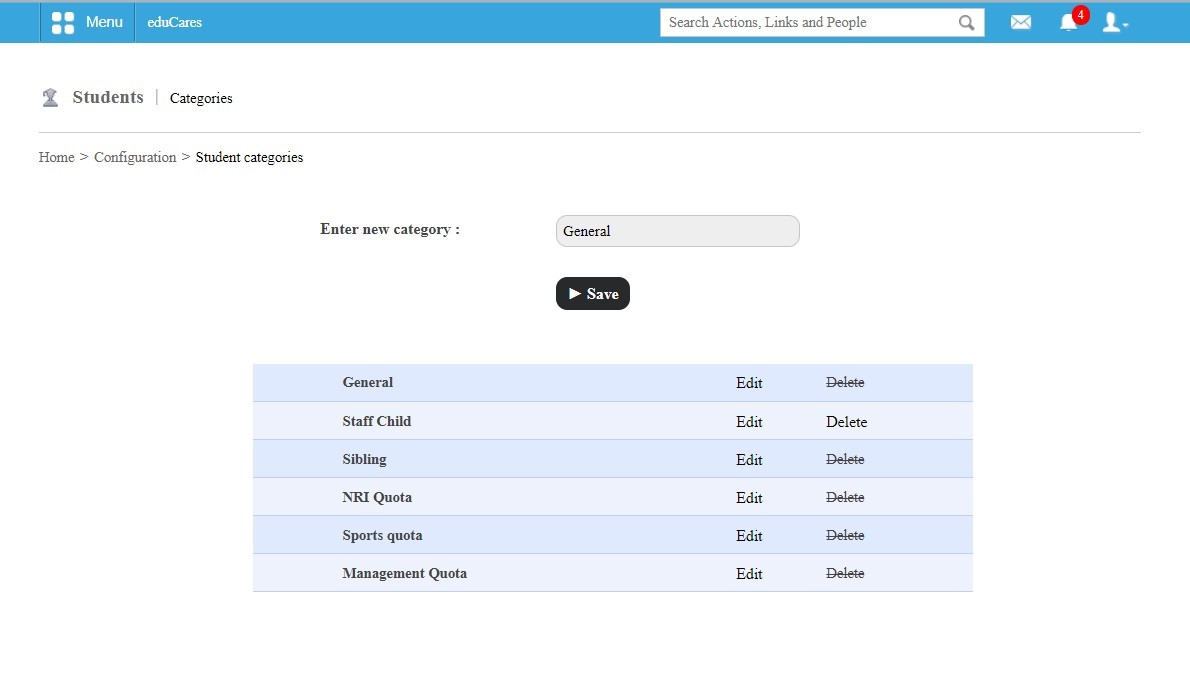 Menu eduCares Search Actions, Links and People 4
Students | Categories
Home > Configuration > Student categories
Enter new category : General
Save
General Edit Delete
Staff Child Edit Delete
Sibling Edit Delete
NRI Quota Edit Delete
Sports quota Edit Delete
Management Quota Edit Delete